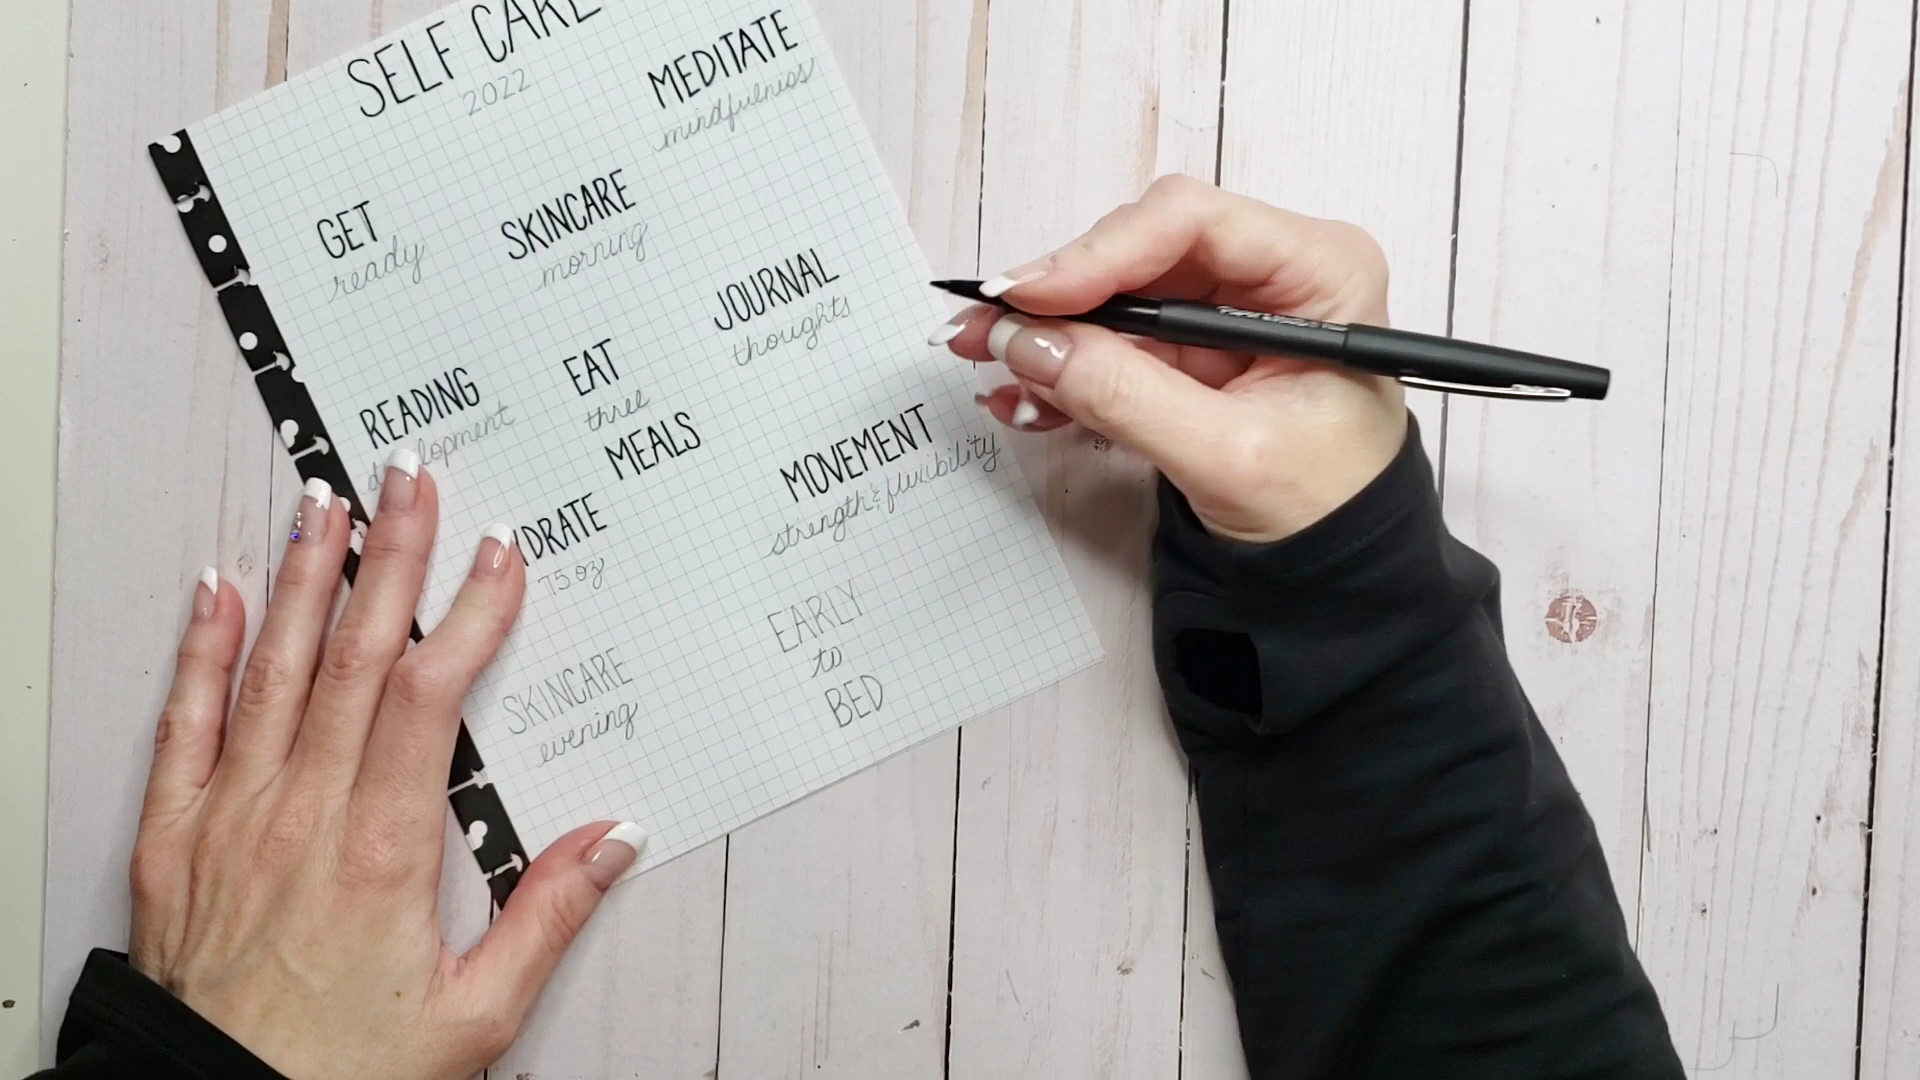 SELF CARE
2022
MEDITATE
mindfulness
GET
ready
SKINCARE
morning
JOURNAL
thoughts
READING
EAT
three
MEALS
MOVEMENT
strength & flexibility
75 oz
SKINCARE
evening
EARLY
to
BED